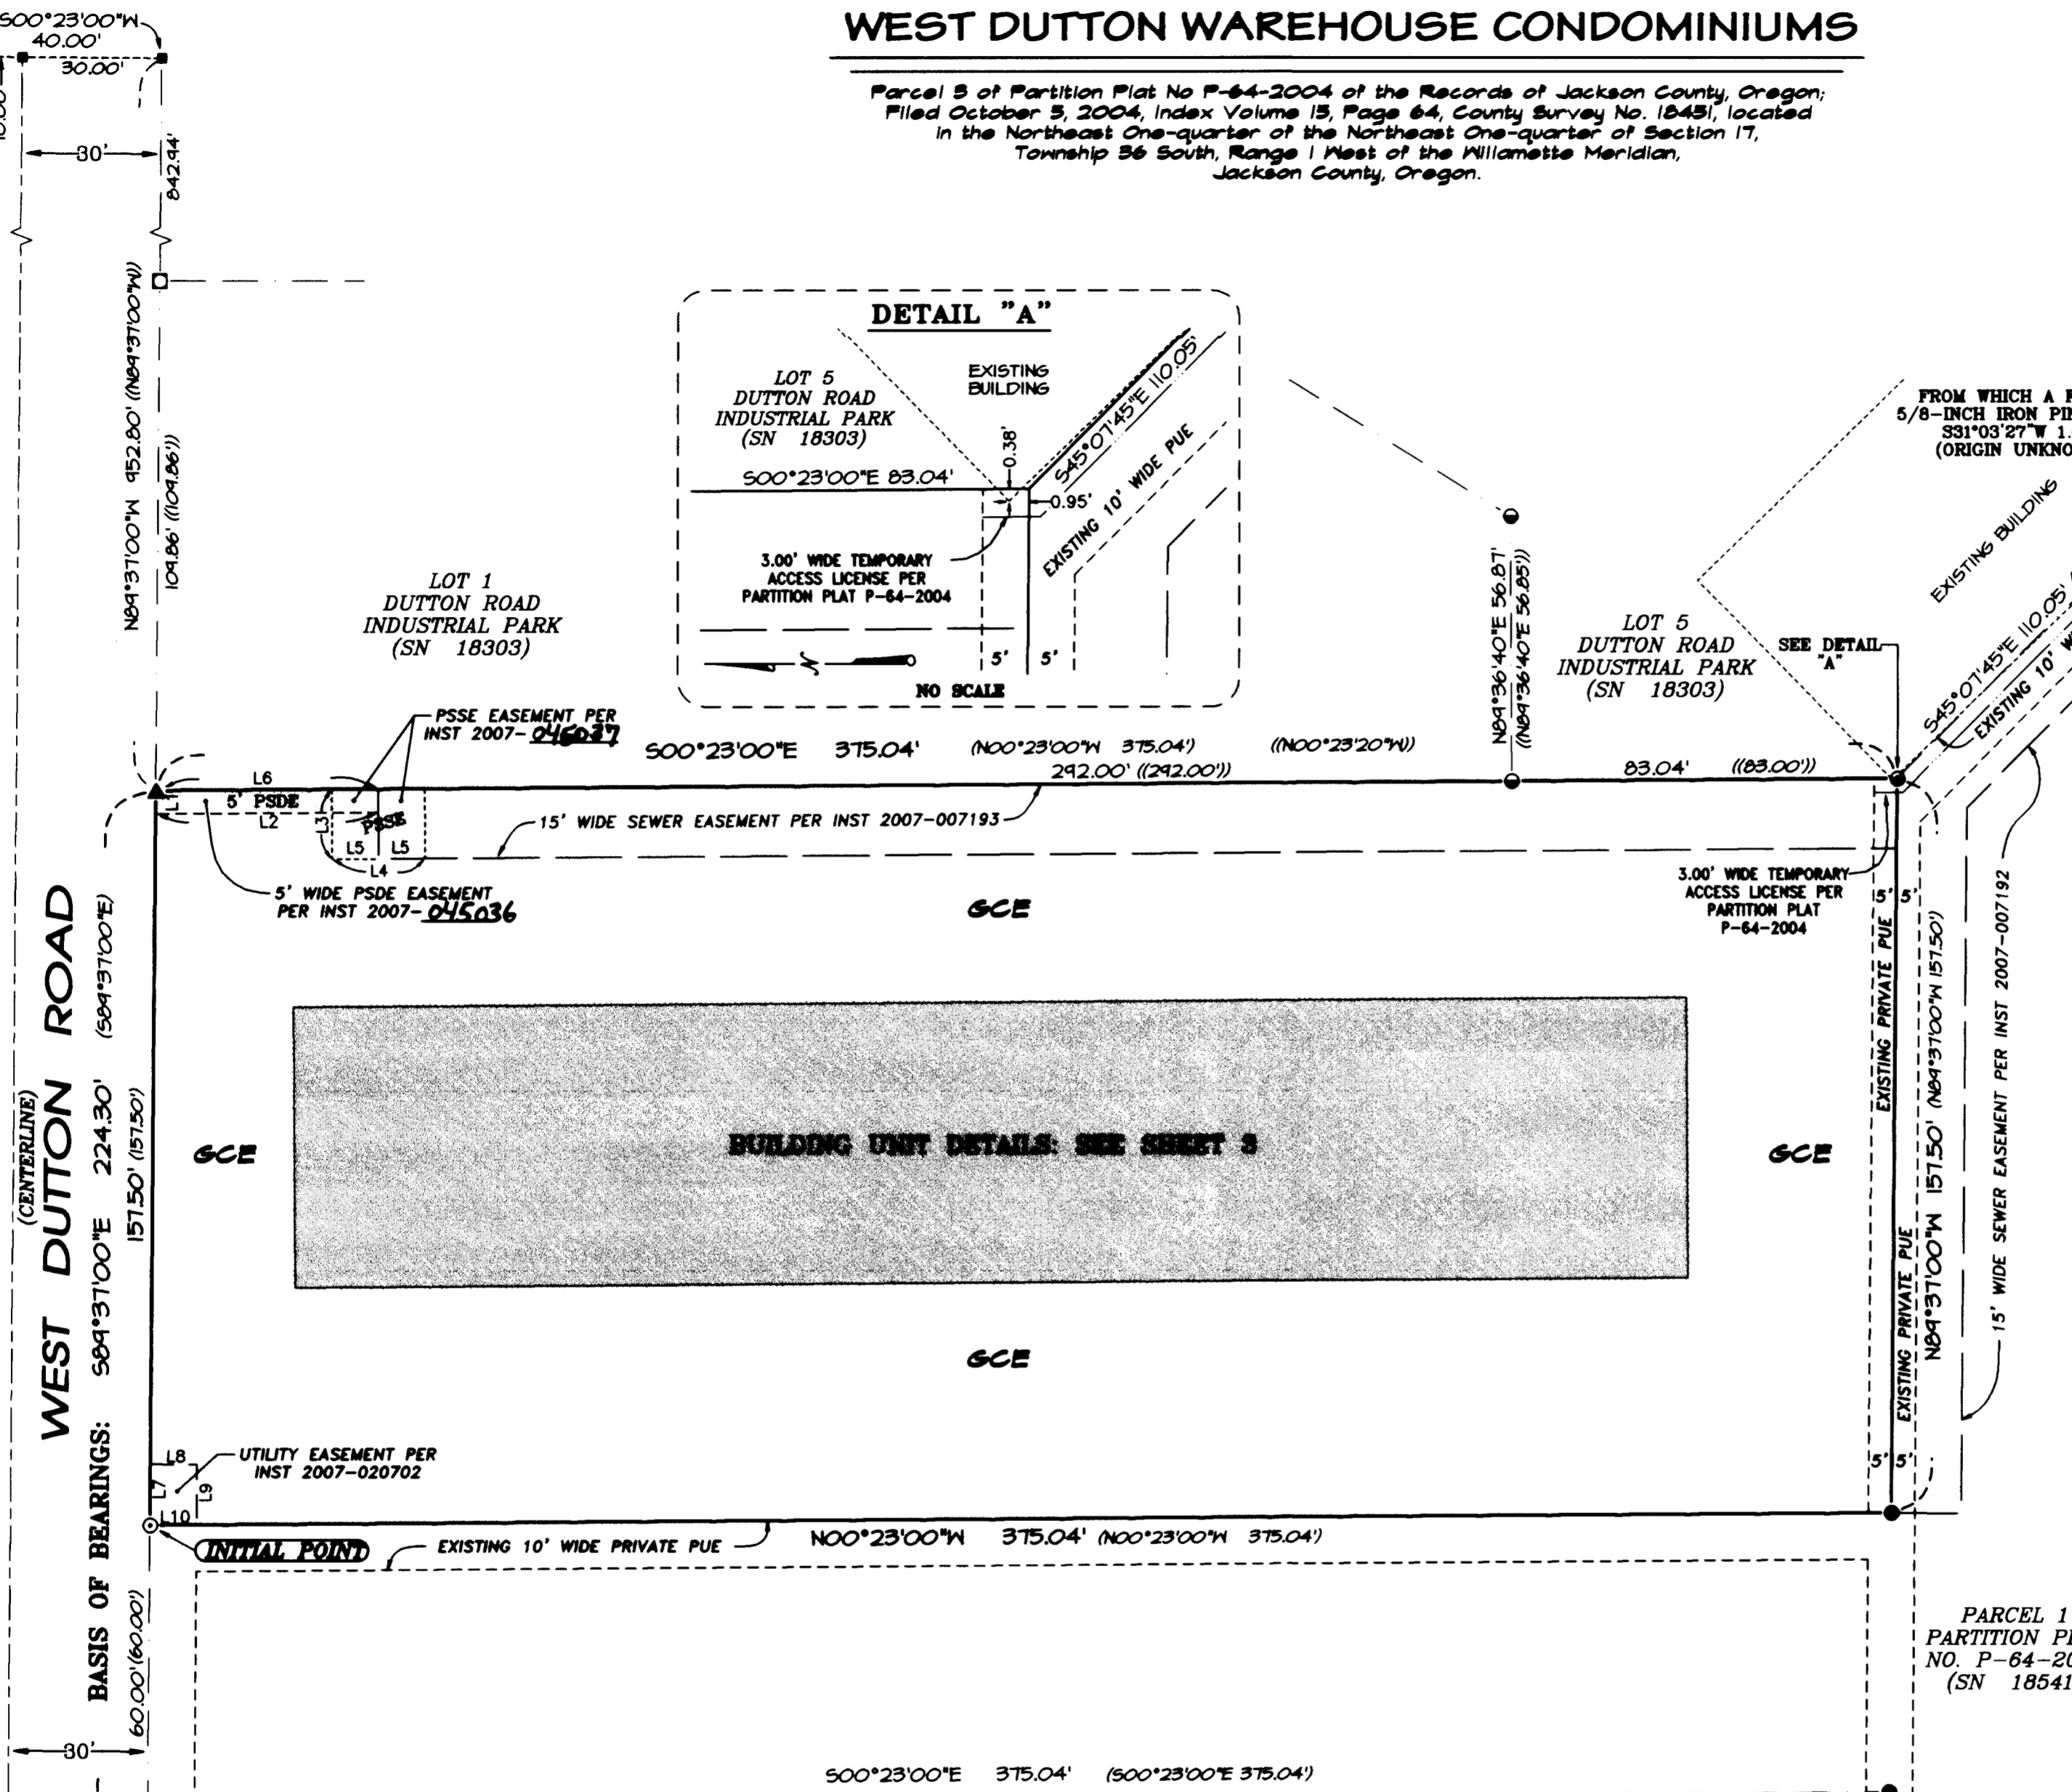 WEST DUTTON WAREHOUSE CONDOMINIUMS
Parcel 3 of Partition Plat No P-64-2004 of the Records of Jackson County, Oregon;
Filed October 5, 2004, Index Volume 15, Page 64, County Survey No. 18451, located
in the Northeast One-quarter of the Northeast One-quarter of Section 17,
Township 36 South, Range 1 West of the Willamette Meridian,
Jackson County, Oregon.
S00°23'00"W
40.00'
30.00'
30'
842.94'
N89°37'00"W 952.80' ((N89°37'00"W))
109.86' ((109.86'))
DETAIL "A"
LOT 5
DUTTON ROAD
INDUSTRIAL PARK
(SN 18303)
EXISTING
BUILDING
S00°23'00"E 83.04'
0.38'
0.95'
S45°07'45"E 110.05'
EXISTING 10' WIDE PUE
3.00' WIDE TEMPORARY
ACCESS LICENSE PER
PARTITION PLAT P-64-2004
5' 5'
NO SCALE
LOT 1
DUTTON ROAD
INDUSTRIAL PARK
(SN 18303)
N89°36'40"E 56.87'
((N89°36'40"E 56.85'))
LOT 5
DUTTON ROAD
INDUSTRIAL PARK
(SN 18303)
SEE DETAIL
"A"
FROM WHICH A
5/8-INCH IRON
S31°03'27"W 1.
EXISTING BUILDING
S45°07'45"E 110.05'
EXISTING 10'
PSSE EASEMENT PER
INST 2007- 045037
S00°23'00"E 375.04' (N00°23'00"W 375.04') ((N00°23'20"W))
292.00' ((292.00'))
83.04' ((83.00'))
L6
L1
5' PSDE
L2
L3
PSSE
L5 L5
L4
15' WIDE SEWER EASEMENT PER INST 2007-007193
5' WIDE PSDE EASEMENT
PER INST 2007- 045036
GCE
3.00' WIDE TEMPORARY
ACCESS LICENSE PER
PARTITION PLAT
P-64-2004
5' 5'
EXISTING PRIVATE PUE
N89°37'00"W 157.50' (N89°37'00"W 157.50')
15' WIDE SEWER EASEMENT PER INST 2007-007192
(CENTERLINE)
WEST DUTTON ROAD
BASIS OF BEARINGS: S89°37'00"E 224.30' (S89°37'00"E)
157.50' (157.50')
GCE
BUILDING UNIT DETAILS: SEE SHEET 3
GCE
EXISTING PRIVATE PUE
GCE
L8
L7
L9
L10
UTILITY EASEMENT PER
INST 2007-020702
5' 5'
INITIAL POINT
EXISTING 10' WIDE PRIVATE PUE
N00°23'00"W 375.04' (N00°23'00"W 375.04')
60.00' (60.00')
30'
PARCEL 1
PARTITION
NO. P-64-20
(SN 18541
S00°23'00"E 375.04' (S00°23'00"E 375.04')